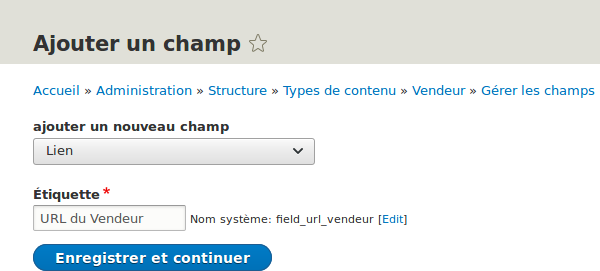 Ajouter un champ
Accueil » Administration » Structure » Types de contenu » Vendeur » Gérer les champs
ajouter un nouveau champ
Lien
Étiquette *
URL du Vendeur Nom système: field_url_vendeur [Edit]
Enregistrer et continuer